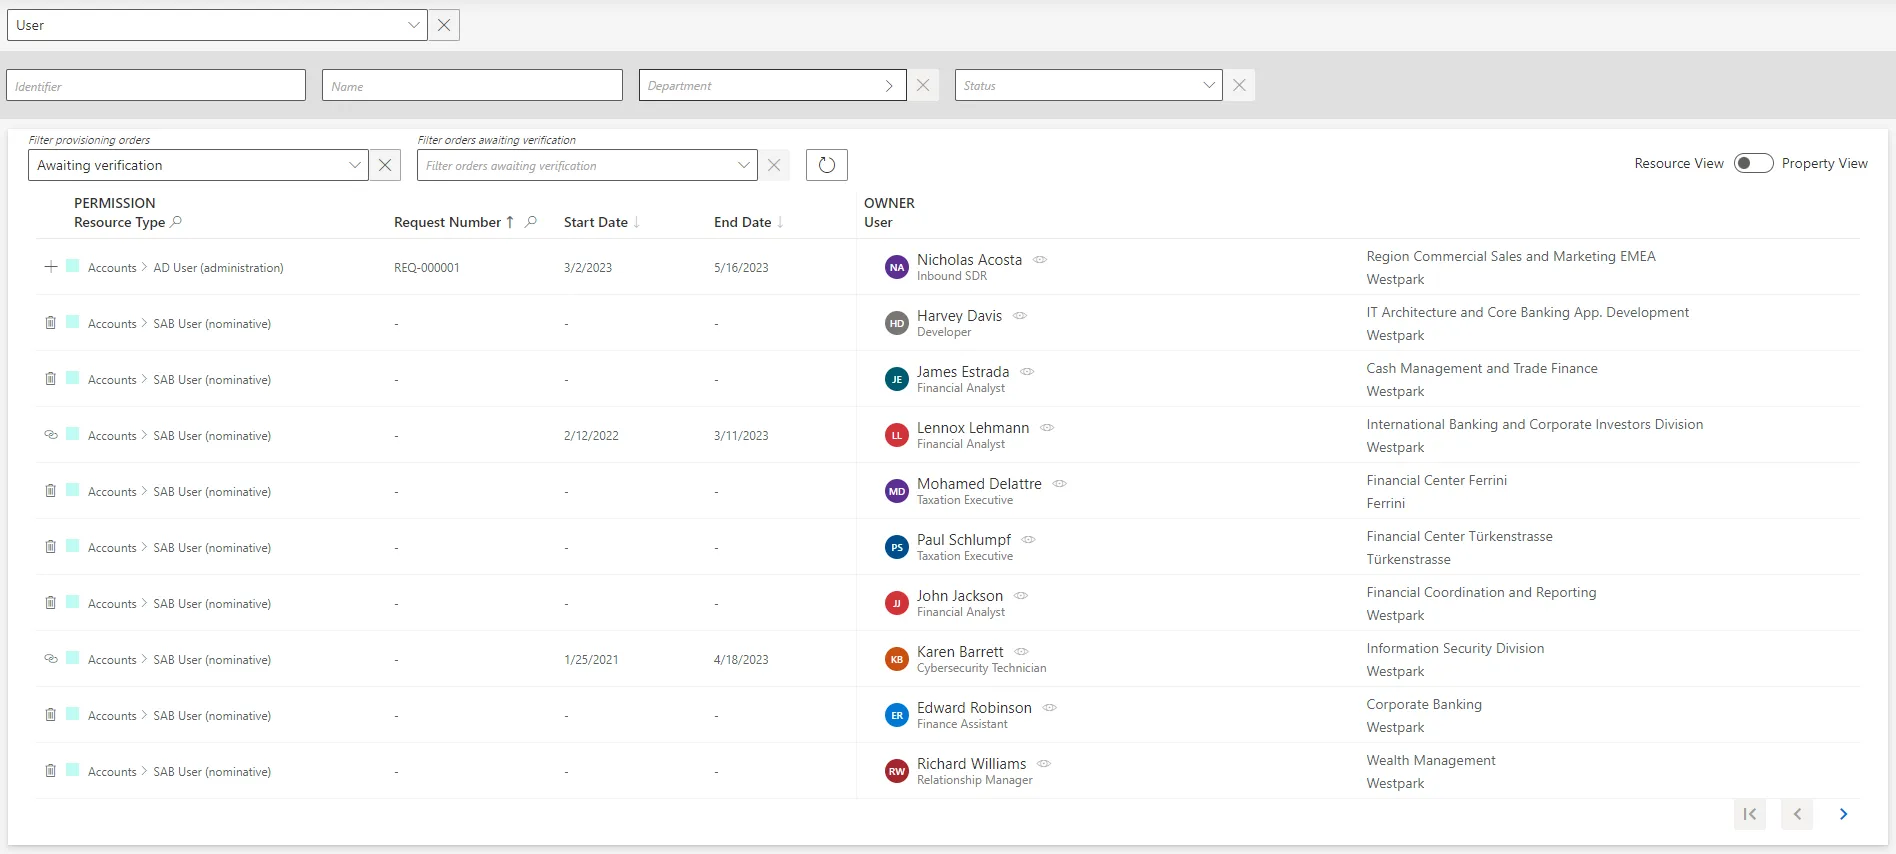 User
Identifier
Name
Department
Status
Filter provisioning orders
Filter orders awaiting verification
Awaiting verification
Filter orders awaiting verification
Resource View
Property View
PERMISSION
OWNER
Resource Type
Request Number
Start Date
End Date
User
Accounts > AD User (administration)
REQ-000001
3/2/2023
5/16/2023
NA
Nicholas Acosta
Inbound SDR
Region Commercial Sales and Marketing EMEA
Westpark
Accounts > SAB User (nominative)
-
-
-
HD
Harvey Davis
Developer
IT Architecture and Core Banking App. Development
Westpark
Accounts > SAB User (nominative)
-
-
-
JE
James Estrada
Financial Analyst
Cash Management and Trade Finance
Westpark
Accounts > SAB User (nominative)
-
2/12/2022
3/11/2023
LL
Lennox Lehmann
Financial Analyst
International Banking and Corporate Investors Division
Westpark
Accounts > SAB User (nominative)
-
-
-
MD
Mohamed Delattre
Taxation Executive
Financial Center Ferrini
Ferrini
Accounts > SAB User (nominative)
-
-
-
PS
Paul Schlumpf
Taxation Executive
Financial Center Türkenstrasse
Türkenstrasse
Accounts > SAB User (nominative)
-
-
-
JJ
John Jackson
Financial Analyst
Financial Coordination and Reporting
Westpark
Accounts > SAB User (nominative)
-
1/25/2021
4/18/2023
KB
Karen Barrett
Cybersecurity Technician
Information Security Division
Westpark
Accounts > SAB User (nominative)
-
-
-
ER
Edward Robinson
Finance Assistant
Corporate Banking
Westpark
Accounts > SAB User (nominative)
-
-
-
RW
Richard Williams
Relationship Manager
Wealth Management
Westpark